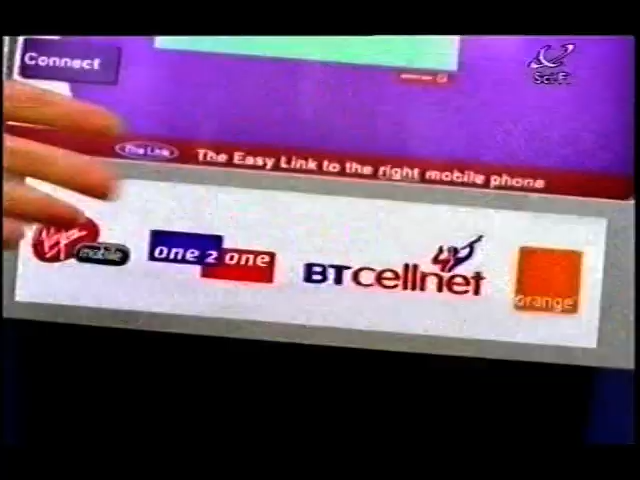 Connect
Sci-Fi
The Link
The Easy Link to the right mobile phone
Virgin
mobile
one 2 one
BTcellnet
orange